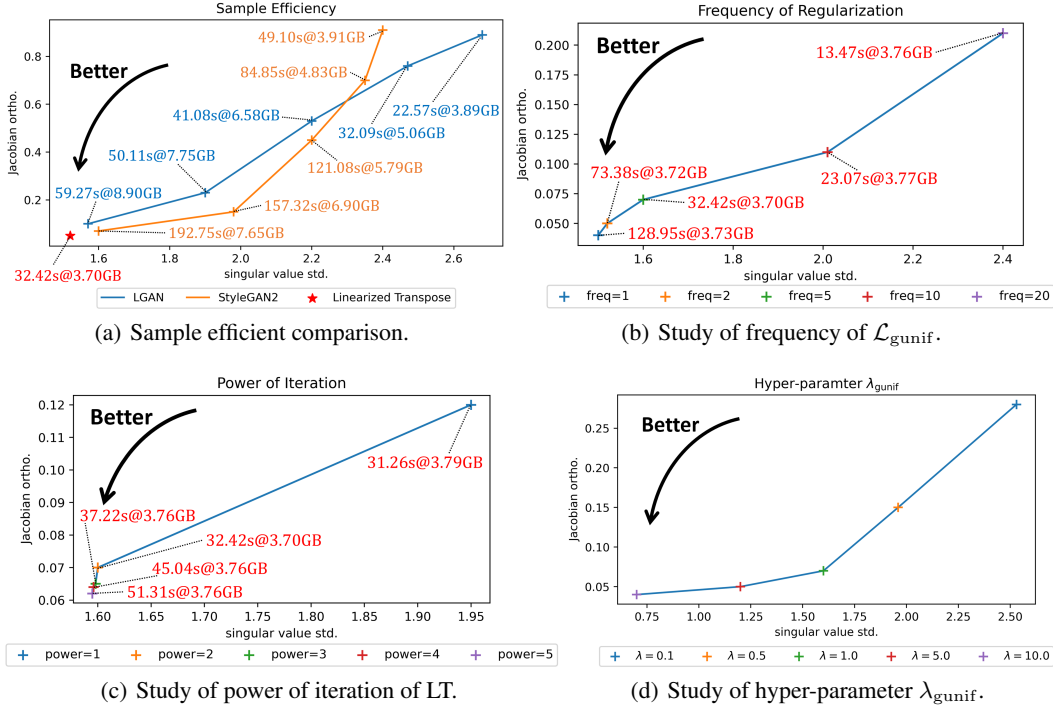 Sample Efficiency
Jacobian ortho.
0.8
0.6
0.4
0.2
Better
49.10s@3.91GB
84.85s@4.83GB
41.08s@6.58GB
22.57s@3.89GB
32.09s@5.06GB
50.11s@7.75GB
121.08s@5.79GB
59.27s@8.90GB
157.32s@6.90GB
192.75s@7.65GB
32.42s@3.70GB
1.6 1.8 2.0 2.2 2.4 2.6
singular value std.
LGAN StyleGAN2 Linearized Transpose
(a) Sample efficient comparison.
Frequency of Regularization
Jacobian ortho.
0.200
0.175
0.150
0.125
0.100
0.075
0.050
Better
13.47s@3.76GB
73.38s@3.72GB
23.07s@3.77GB
32.42s@3.70GB
128.95s@3.73GB
1.6 1.8 2.0 2.2 2.4
singular value std.
freq=1 freq=2 freq=5 freq=10 freq=20
(b) Study of frequency of ℒgunif.
Power of Iteration
Jacobian ortho.
0.12
0.11
0.10
0.09
0.08
0.07
0.06
Better
31.26s@3.79GB
37.22s@3.76GB
32.42s@3.70GB
45.04s@3.76GB
51.31s@3.76GB
1.60 1.65 1.70 1.75 1.80 1.85 1.90 1.95
singular value std.
power=1 power=2 power=3 power=4 power=5
(c) Study of power of iteration of LT.
Hyper-paramter λgunif
Jacobian ortho.
0.25
0.20
0.15
0.10
0.05
Better
0.75 1.00 1.25 1.50 1.75 2.00 2.25 2.50
singular value std.
λ = 0.1 λ = 0.5 λ = 1.0 λ = 5.0 λ = 10.0
(d) Study of hyper-parameter λgunif.